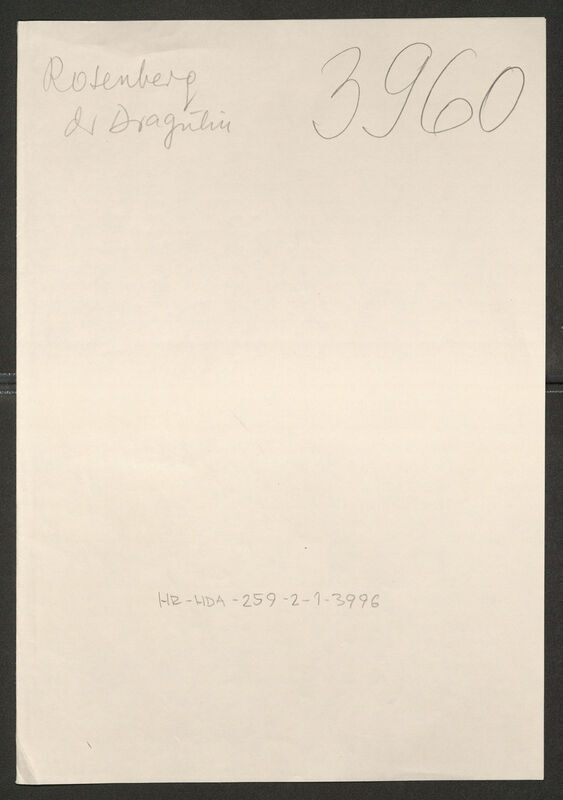 Rosenberg
dr Dragutin
3960
HR-HDA-259-2-1-3996